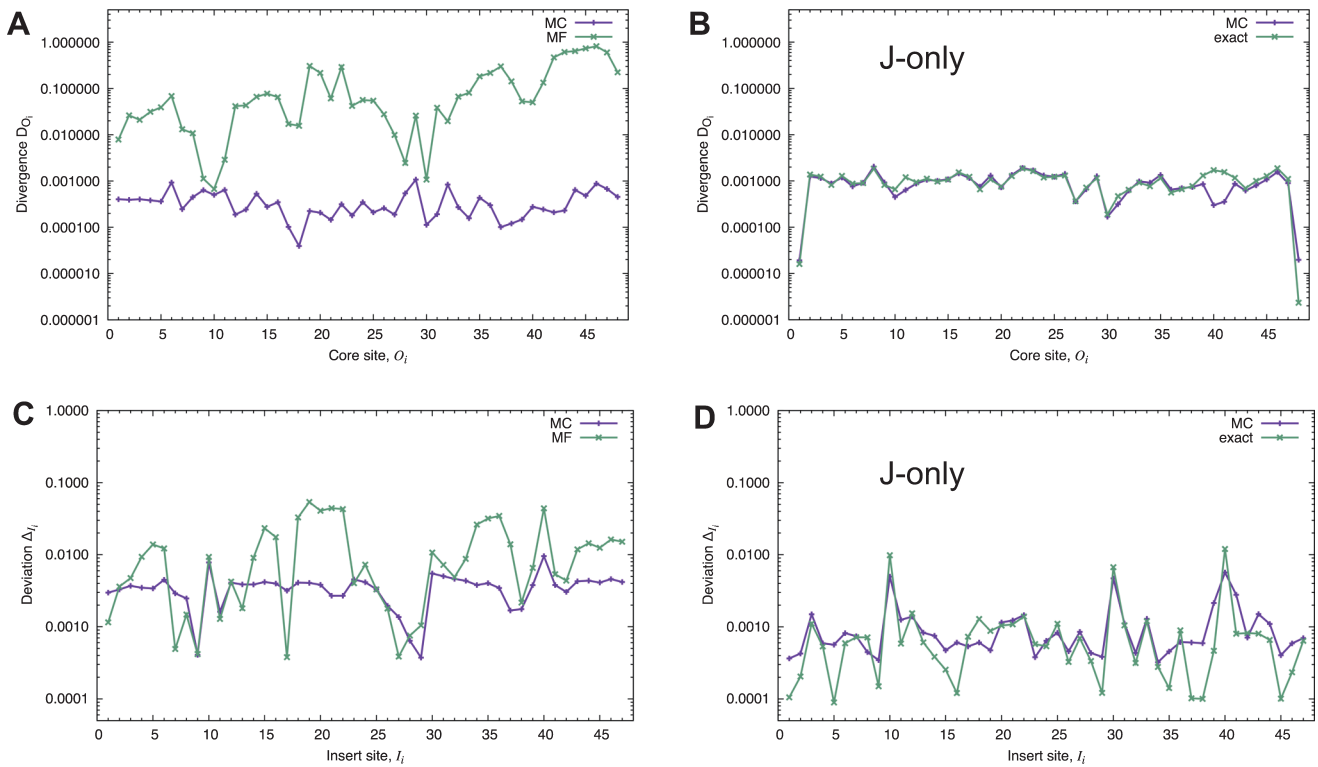 A
MC
MF
1.000000
0.100000
0.010000
0.001000
0.000100
0.000010
0.000001
Divergence D_{O_i}
0 5 10 15 20 25 30 35 40 45
Core site, O_i
B
MC
exact
J-only
1.000000
0.100000
0.010000
0.001000
0.000100
0.000010
0.000001
Divergence D_{O_i}
0 5 10 15 20 25 30 35 40 45
Core site, O_i
C
MC
MF
1.0000
0.1000
0.0100
0.0010
0.0001
Deviation Δ_{I_i}
0 5 10 15 20 25 30 35 40 45
Insert site, I_i
D
MC
exact
J-only
1.0000
0.1000
0.0100
0.0010
0.0001
Deviation Δ_{I_i}
0 5 10 15 20 25 30 35 40 45
Insert site, I_i